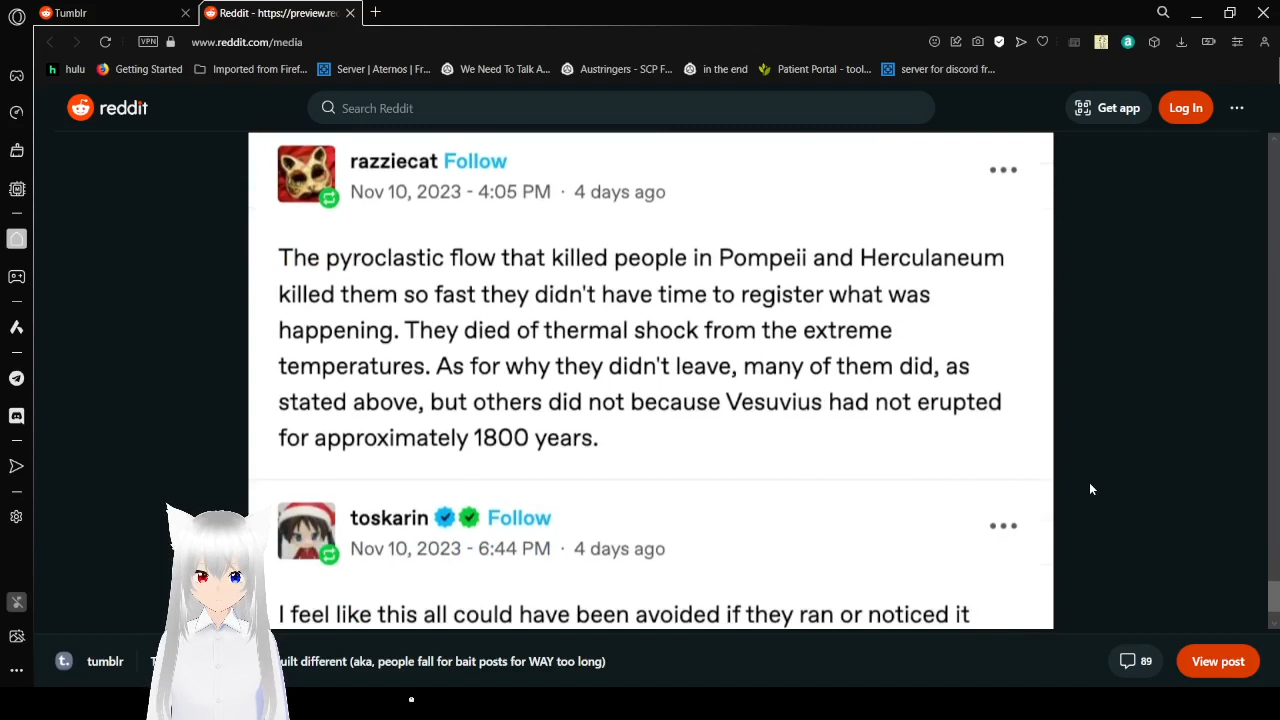 Tumblr
Reddit - https://preview.re
VPN
www.reddit.com/media
hulu
Getting Started
Imported from Firef...
Server | Aternos | Fr...
We Need To Talk A...
Austringers - SCP F...
in the end
Patient Portal - tool...
server for discord fr...
reddit
Search Reddit
Get app
Log In
razziecat Follow
Nov 10, 2023 - 4:05 PM · 4 days ago
The pyroclastic flow that killed people in Pompeii and Herculaneum
killed them so fast they didn't have time to register what was
happening. They died of thermal shock from the extreme
temperatures. As for why they didn't leave, many of them did, as
stated above, but others did not because Vesuvius had not erupted
for approximately 1800 years.
toskarin Follow
Nov 10, 2023 - 6:44 PM · 4 days ago
I feel like this all could have been avoided if they ran or noticed it
tumblr
different (aka, people fall for bait posts for WAY too long)
89
View post